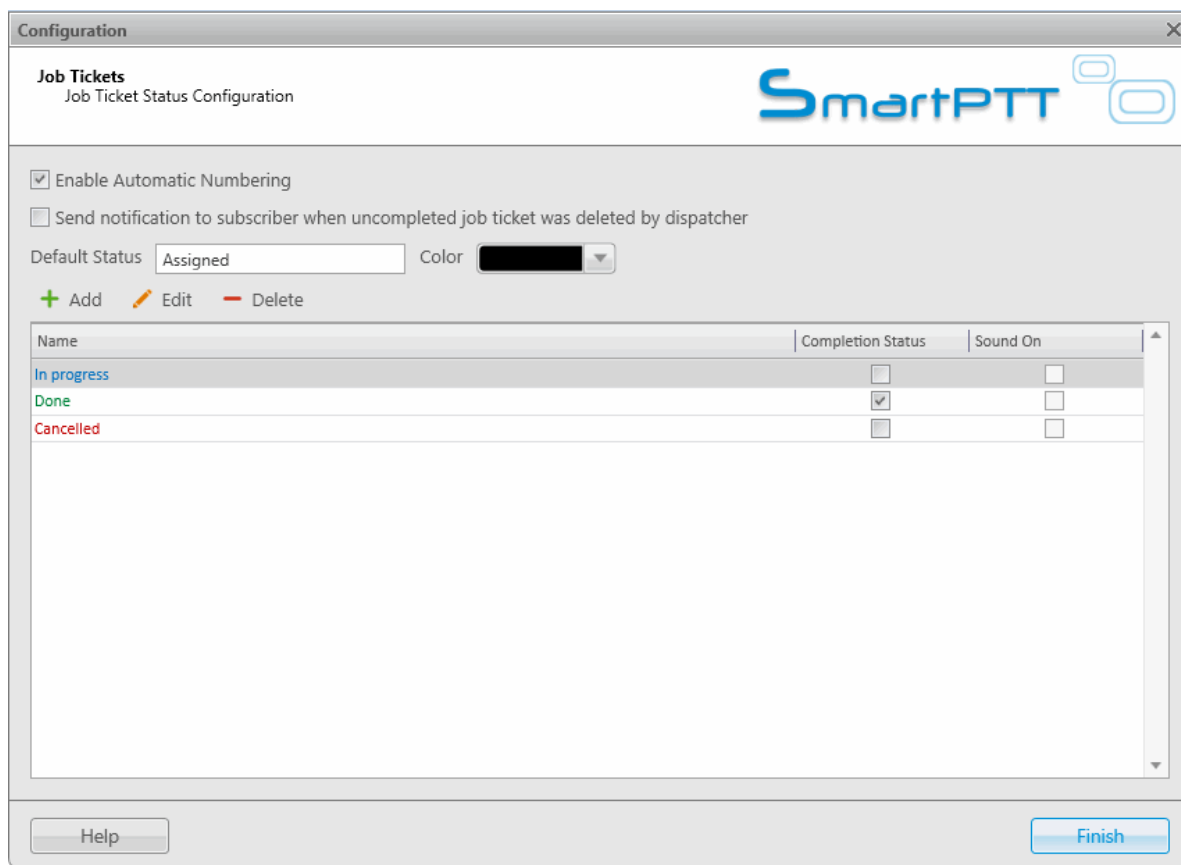 Configuration
Job Tickets
Job Ticket Status Configuration
SmartPTT
Enable Automatic Numbering
Send notification to subscriber when uncompleted job ticket was deleted by dispatcher
Default Status Assigned Color
Add Edit Delete
Name Completion Status Sound On
In progress
Done
Cancelled
Help Finish